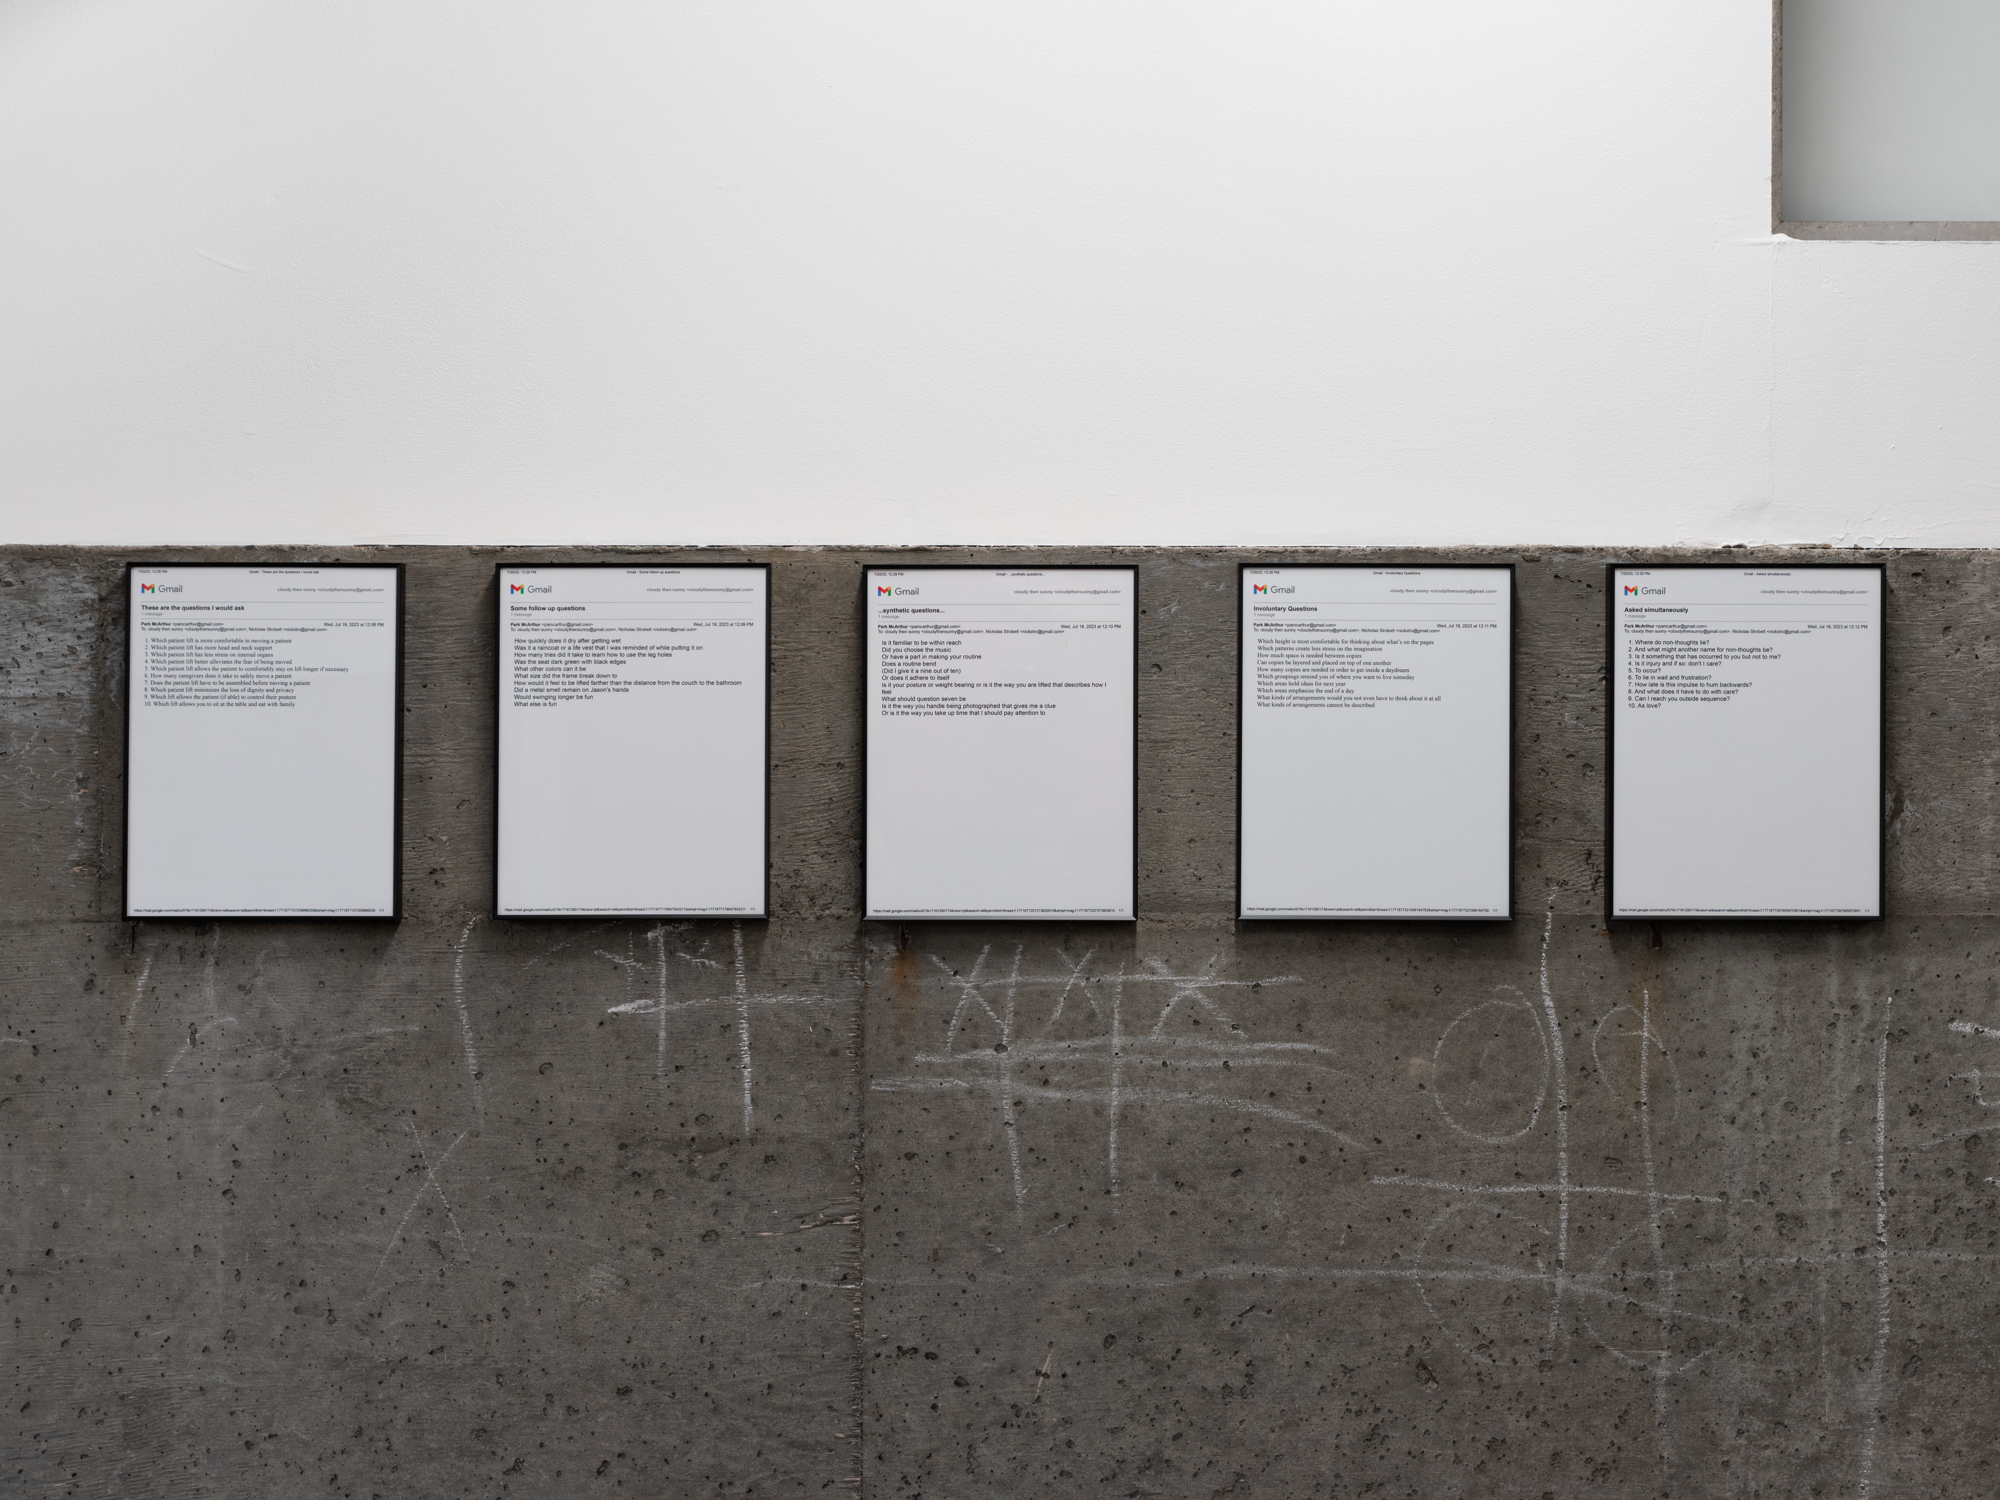 Gmail - These are the questions I would ask
Gmail
cloudy then sunny <cloudythensunny@gmail.com>
These are the questions I would ask
1 message
Park McArthur <pamcarthur@gmail.com>
Wed, Jul 19, 2023 at 12:08 PM
To: cloudy then sunny <cloudythensunny@gmail.com>, Nicholas
1. Which patient lift is more comfortable in moving a patient
2. Which patient lift has more head and neck support
3. Which patient lift has less stress on internal organs
4. Which patient lift better alleviates the fear of being moved
5. Which patient lift allows the patient to comfortably stay on lift longer if necessary
6. How many caregivers does it take to safely move a patient
7. Does the patient lift have to be assembled before moving a patient
8. Which patient lift minimizes the loss of dignity and privacy
9. Which lift allows the patient (if able) to control their posture
10. Which lift allows you to sit at the table and eat with family
1/1
Gmail - Some follow up questions
Gmail
cloudy then sunny <cloudythensunny@gmail.com>
Some follow up questions
1 message
Park McArthur <pamcarthur@gmail.com>
Wed, Jul 19, 2023 at 12:09 PM
To: cloudy then sunny <cloudythensunny@gmail.com>, Nicholas
How quickly does it dry after getting wet
Was it a raincoat or a life vest that I was reminded of while putting it on
How many tries did it take to learn how to use the leg holes
Was the seat dark green with black edges
What other colors can it be
What size did the frame break down to
How would it feel to be lifted farther than the distance from the couch to the bathroom
Did a metal smell remain on Jason's hands
Would swinging longer be fun
What else is fun
1/1
Gmail - ...synthetic questions...
Gmail
cloudy then sunny <cloudythensunny@gmail.com>
...synthetic questions...
1 message
Park McArthur <pamcarthur@gmail.com>
Wed, Jul 19, 2023 at 12:10 PM
To: cloudy then sunny <cloudythensunny@gmail.com>, Nicholas
Is it familiar to be within reach
Did you choose the music
Or have a part in making your routine
Does a routine bend
(Did I give it a nine out of ten)
Or does it adhere to itself
Is it your posture or weight bearing or is it the way you are lifted that describes how I
feel
What should question seven be
Is it the way you handle being photographed that gives me a clue
Or is it the way you take up time that I should pay attention to
1/1
Gmail - Involuntary Questions
Gmail
cloudy then sunny <cloudythensunny@gmail.com>
Involuntary Questions
1 message
Park McArthur <pamcarthur@gmail.com>
Wed, Jul 19, 2023 at 12:11 PM
To: cloudy then sunny <cloudythensunny@gmail.com>, Nicholas
Which height is most comfortable for thinking about what's on the pages
Which patterns create less stress on the imagination
How much space is needed between copies
Can copies be layered and placed on top of one another
How many copies are needed in order to get inside a daydream
Which groupings remind you of where you want to live someday
Which areas hold ideas for next year
Which areas emphasize the end of a day
What kinds of arrangements would you not even have to think about it at all
What kinds of arrangements cannot be described
1/1
Gmail - Asked simultaneously
Gmail
cloudy then sunny <cloudythensunny@gmail.com>
Asked simultaneously
1 message
Park McArthur <pamcarthur@gmail.com>
Wed, Jul 19, 2023 at 12:12 PM
To: cloudy then sunny <cloudythensunny@gmail.com>, Nicholas
1. Where do non-thoughts lie?
2. And what might another name for non-thoughts be?
3. Is it something that has occurred to you but not to me?
4. Is it injury and if so: don't I care?
5. To occur?
6. To lie in wait and frustration?
7. How late is this impulse to hum backwards?
8. And what does it have to do with care?
9. Can I reach you outside sequence?
10. As love?
1/1